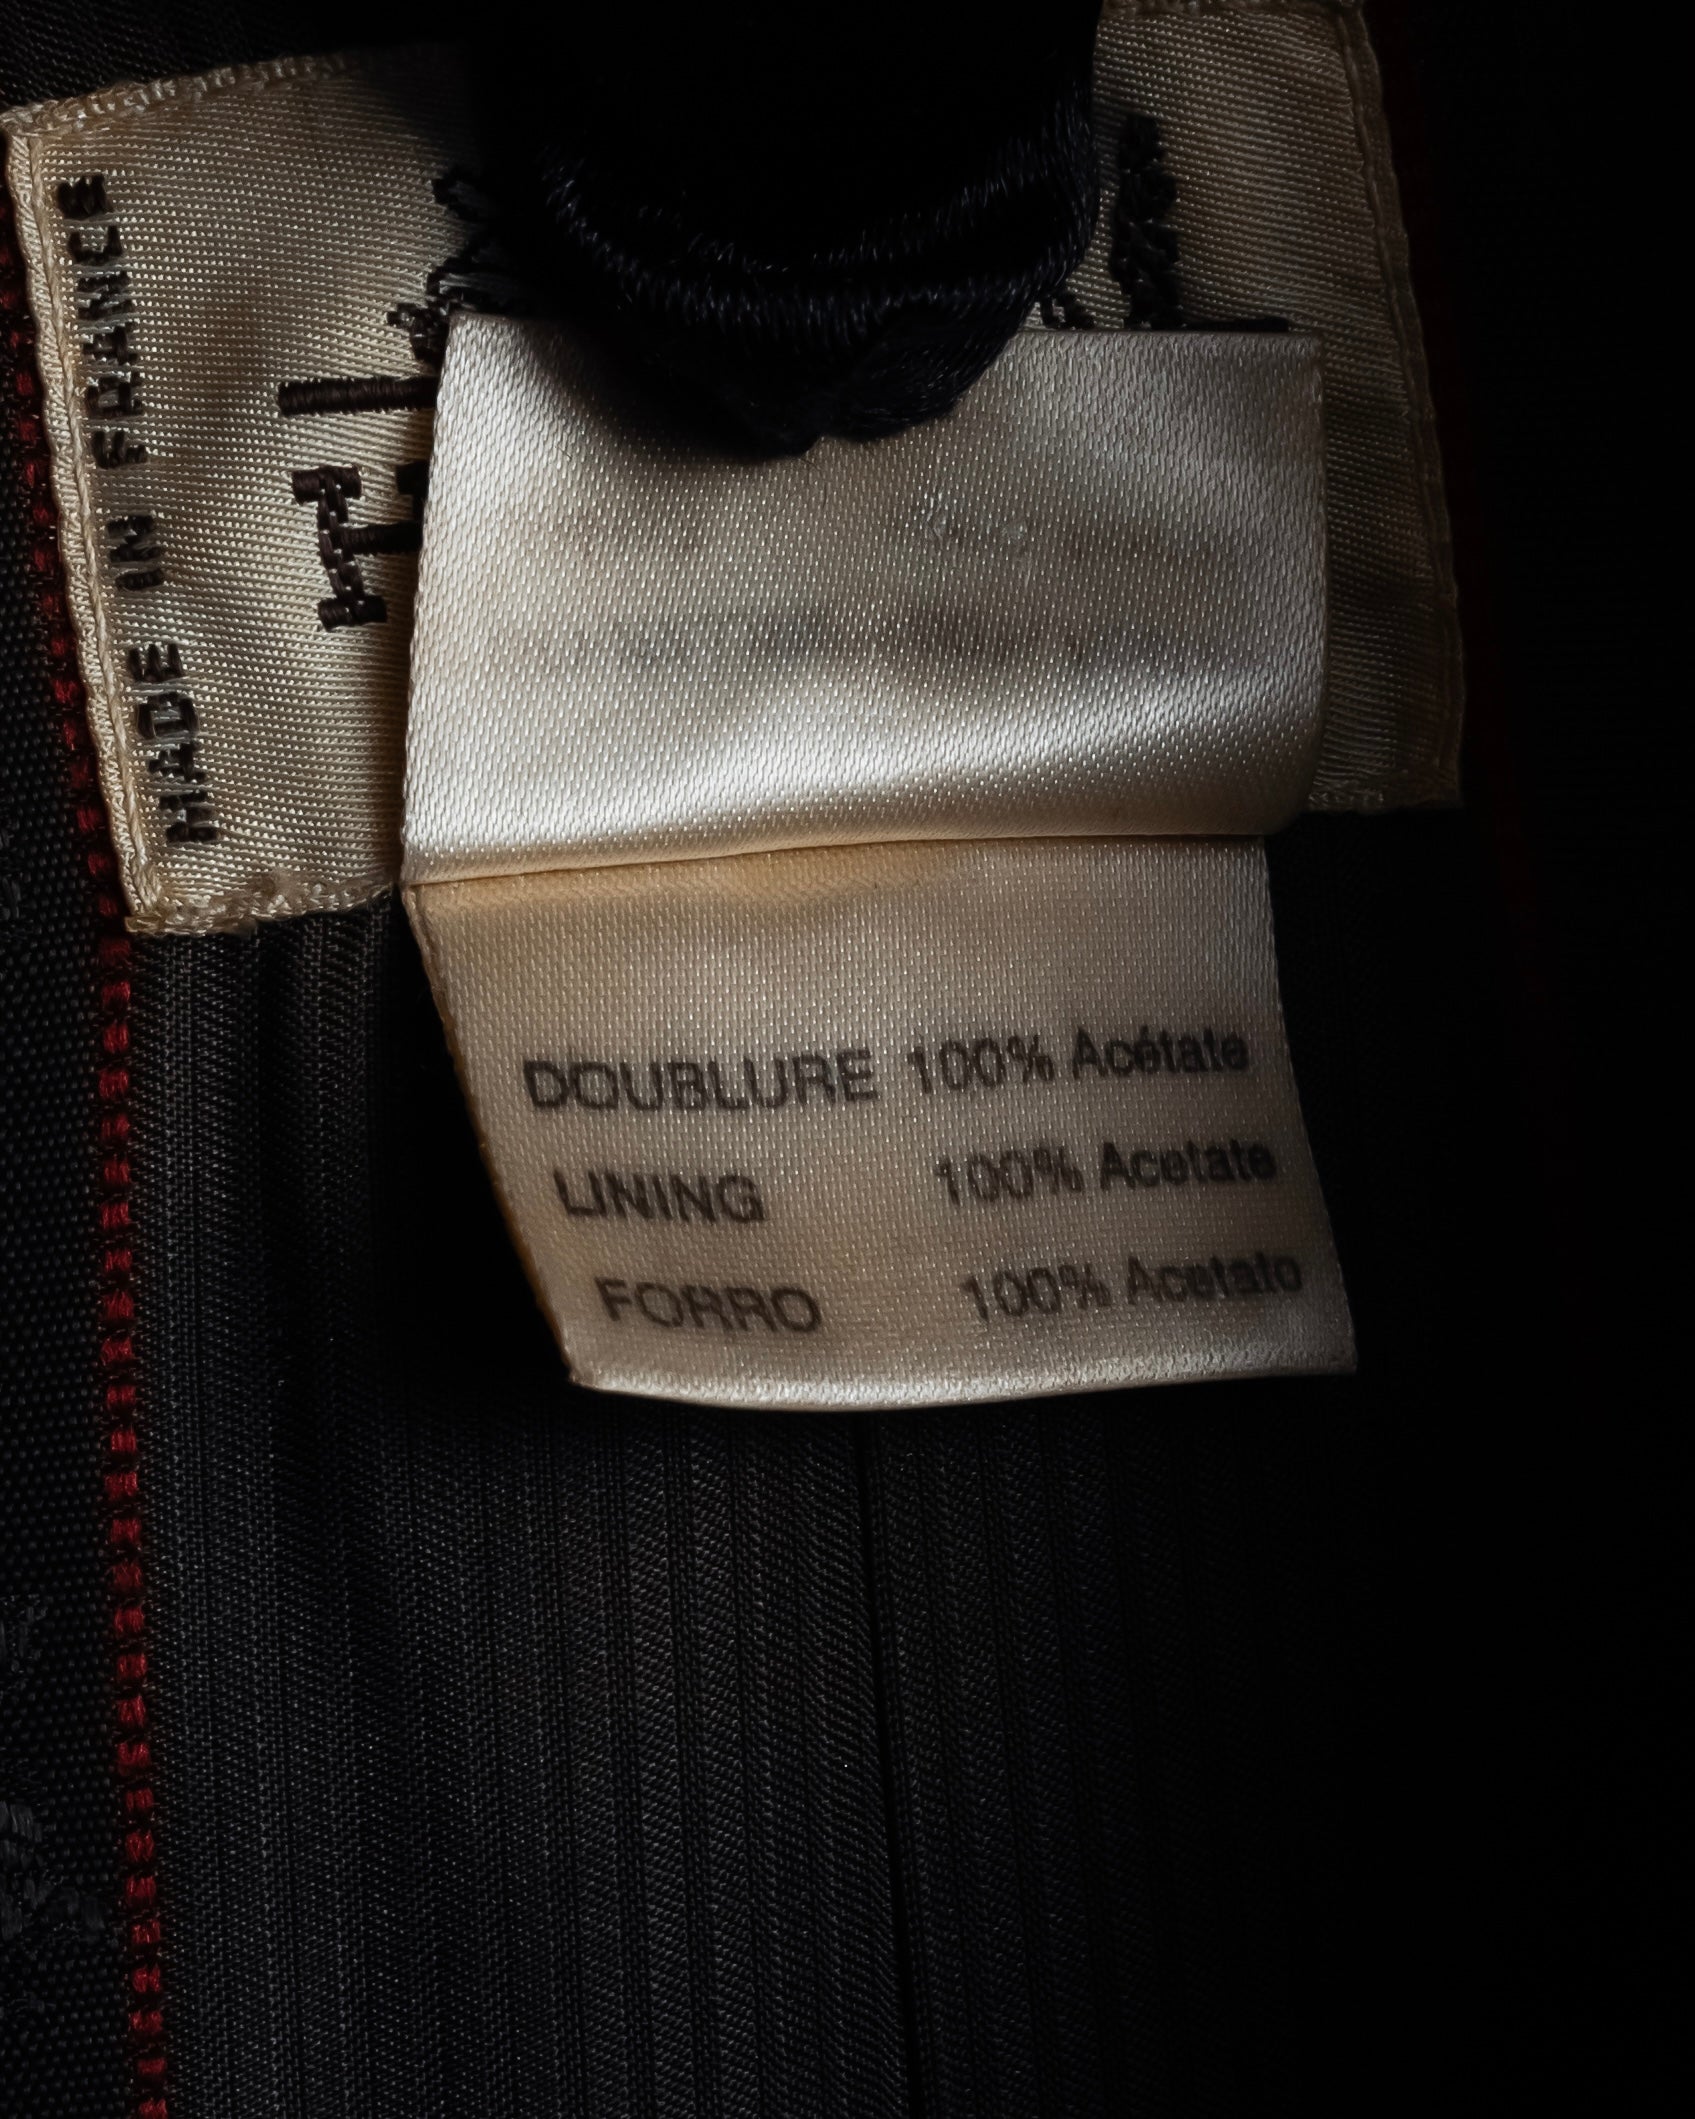 MADE IN FRANCE
DOUBLURE 100% Acétate
LINING 100% Acetate
FORRO 100% Acetato